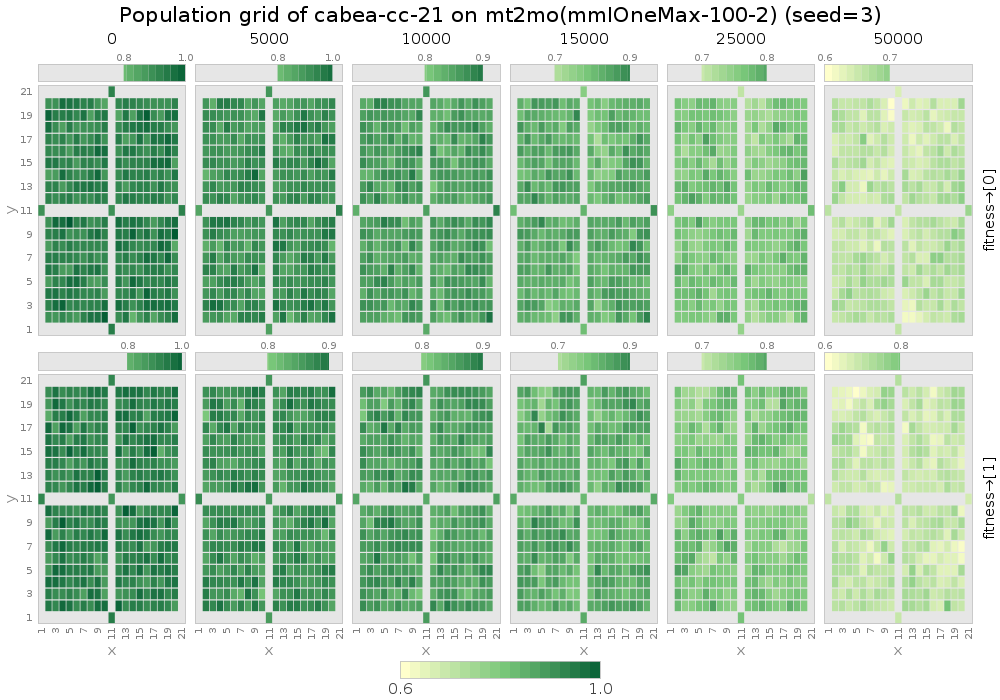 Population grid of cabea-cc-21 on mt2mo(mmIOneMax-100-2) (seed=3)
0 5000 10000 15000 25000 50000
0.8 1.0 0.8 1.0 0.8 0.9 0.7 0.9 0.7 0.8 0.6 0.7
21
19
17
15
13
y 11
9
7
5
3
1
fitness→[0]
0.8 1.0 0.8 0.9 0.8 0.9 0.7 0.9 0.7 0.8 0.6 0.8
21
19
17
15
13
y 11
9
7
5
3
1
fitness→[1]
1 3 5 7 9 11 13 15 17 19 21 1 3 5 7 9 11 13 15 17 19 21 1 3 5 7 9 11 13 15 17 19 21 1 3 5 7 9 11 13 15 17 19 21 1 3 5 7 9 11 13 15 17 19 21 1 3 5 7 9 11 13 15 17 19 21
x x x x x x
0.6 1.0